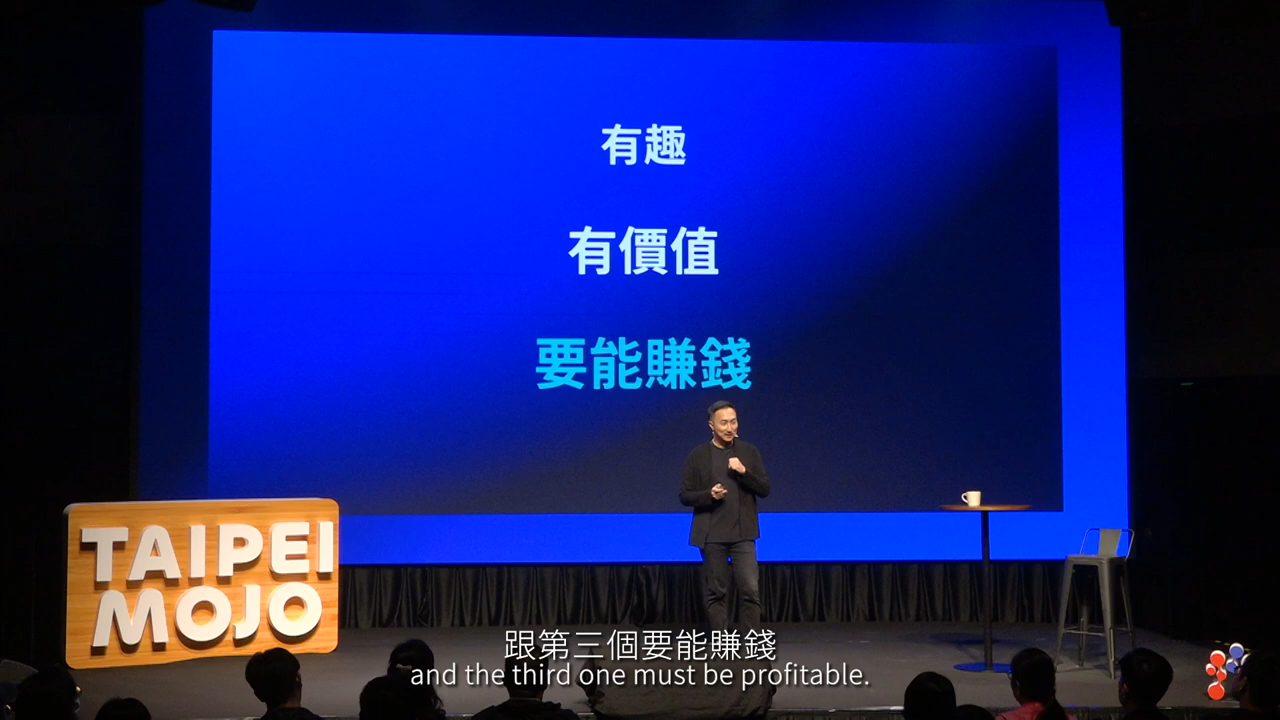 有趣
有價值
要能賺錢
TAIPEI
MOJO
跟第三個要能賺錢
and the third one must be profitable.